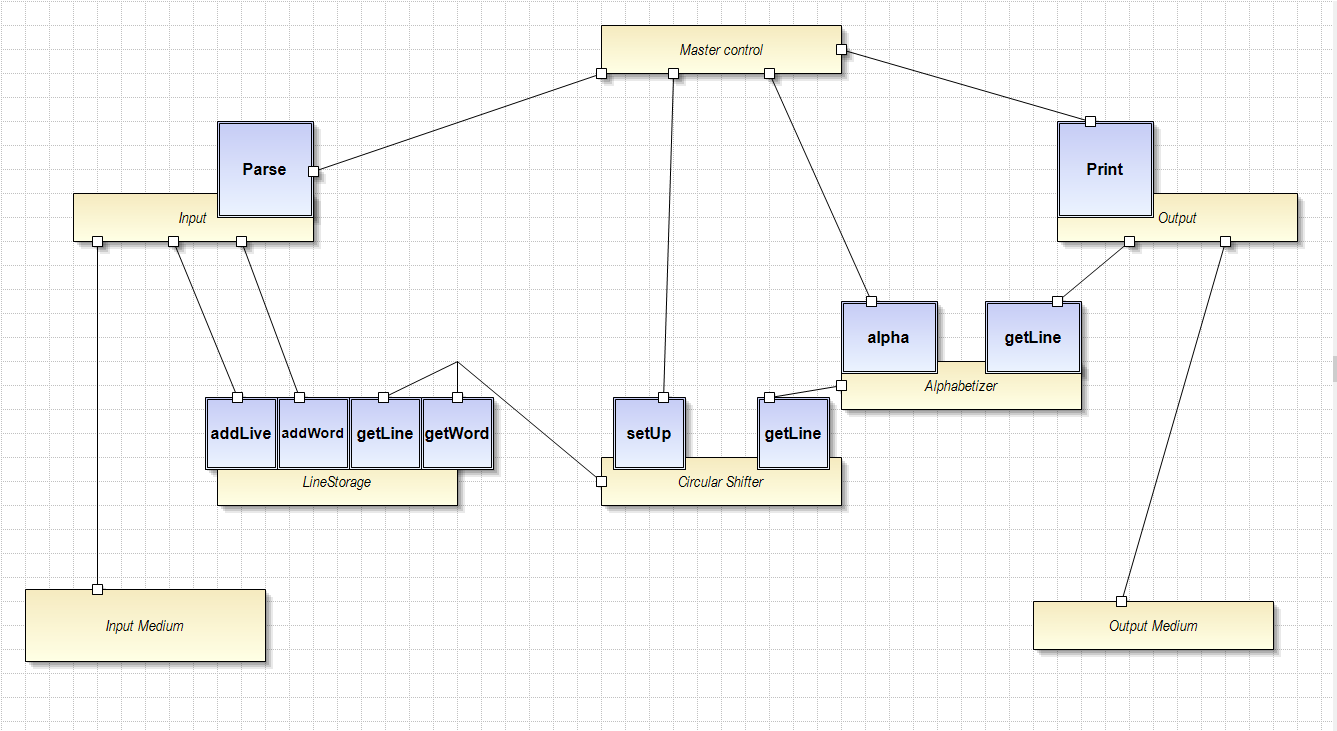 Master control
Parse
Print
Input
Output
alpha
getLine
Alphabetizer
addLive
addWord
getLine
getWord
setUp
getLine
LineStorage
Circular Shifter
Input Medium
Output Medium